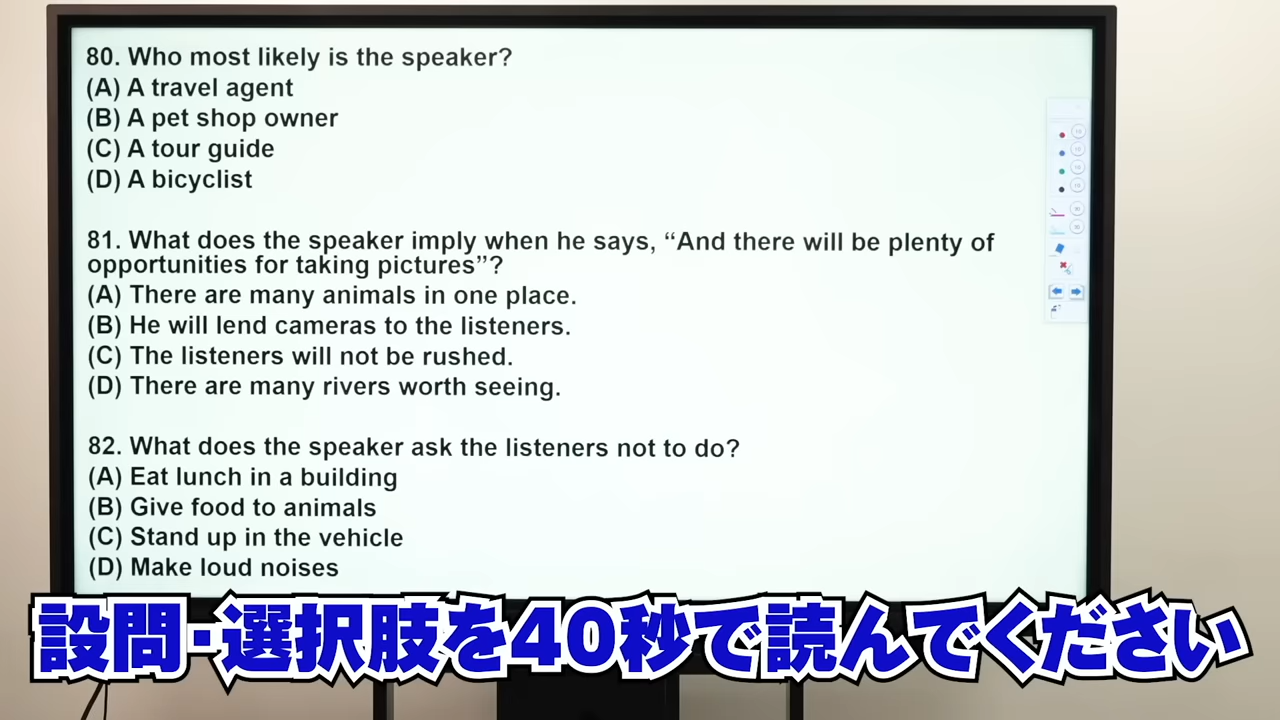 80. Who most likely is the speaker?
(A) A travel agent
(B) A pet shop owner
(C) A tour guide
(D) A bicyclist
81. What does the speaker imply when he says, “And there will be plenty of
opportunities for taking pictures”?
(A) There are many animals in one place.
(B) He will lend cameras to the listeners.
(C) The listeners will not be rushed.
(D) There are many rivers worth seeing.
82. What does the speaker ask the listeners not to do?
(A) Eat lunch in a building
(B) Give food to animals
(C) Stand up in the vehicle
(D) Make loud noises
設問・選択肢を40秒で読んでください